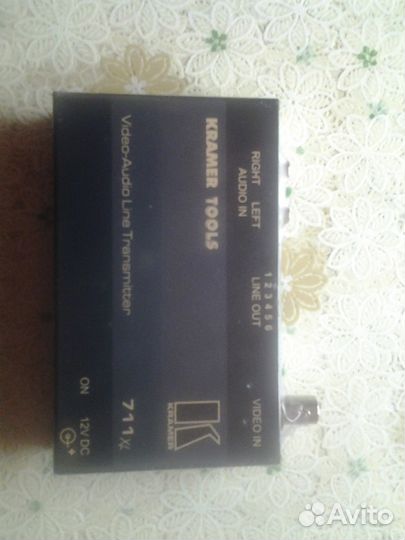 RIGHT LEFT
AUDIO IN
1 2 3 4 5 6
LINE OUT
VIDEO IN
KRAMER TOOLS
K
KRAMER
Video-Audio Line Transmitter
711xl
ON
12V DC
+
Avito